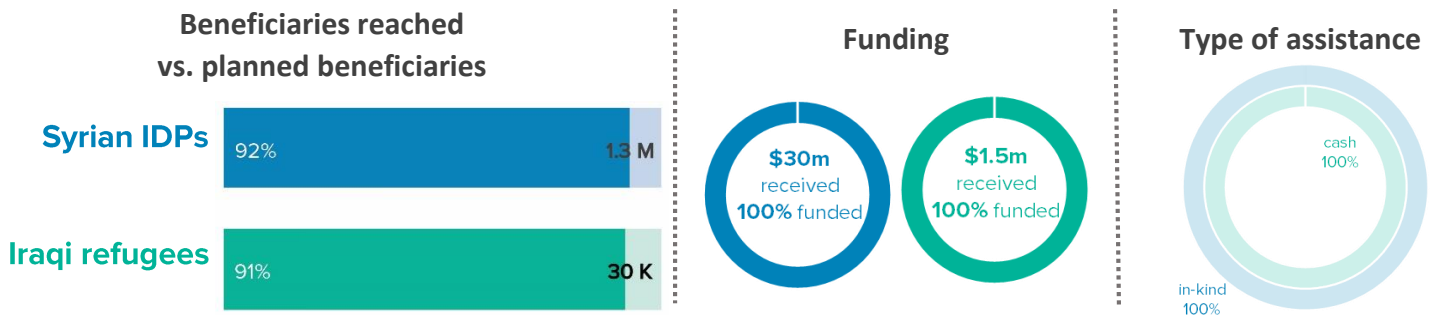 Beneficiaries reached
vs. planned beneficiaries
Syrian IDPs
92%
1.3 M
Iraqi refugees
91%
30 K
Funding
$30m
received
100% funded
$1.5m
received
100% funded
Type of assistance
cash
100%
in-kind
100%